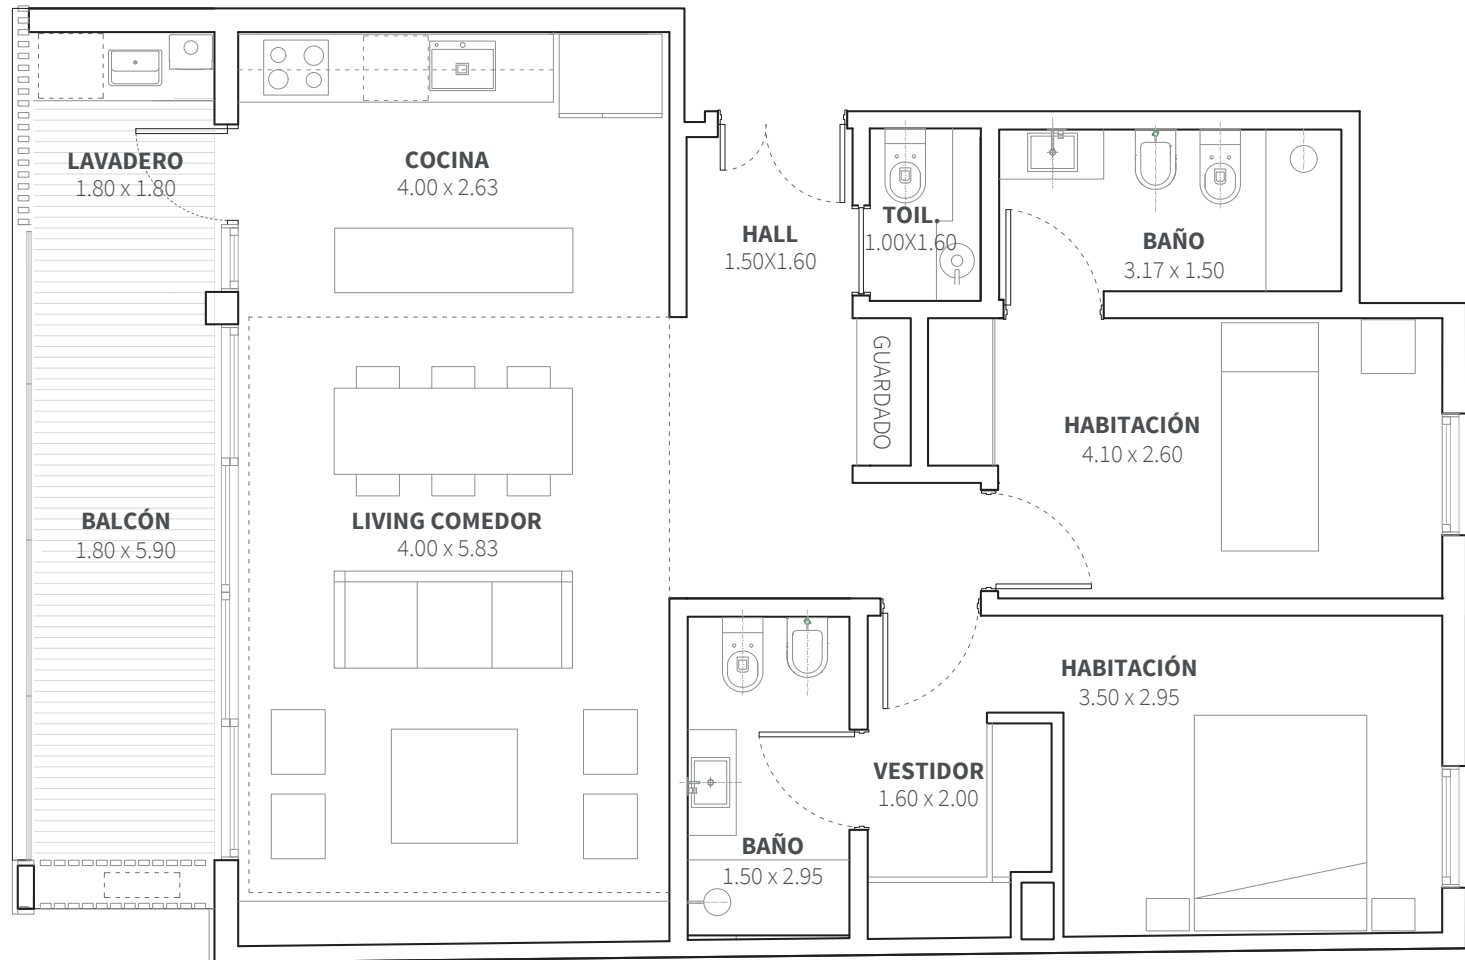 LAVADERO
1.80 x 1.80
COCINA
4.00 x 2.63
HALL
1.50X1.60
TOIL.
1.00X1.60
BAÑO
3.17 x 1.50
GUARDADO
HABITACIÓN
4.10 x 2.60
BALCÓN
1.80 x 5.90
LIVING COMEDOR
4.00 x 5.83
HABITACIÓN
3.50 x 2.95
VESTIDOR
1.60 x 2.00
BAÑO
1.50 x 2.95